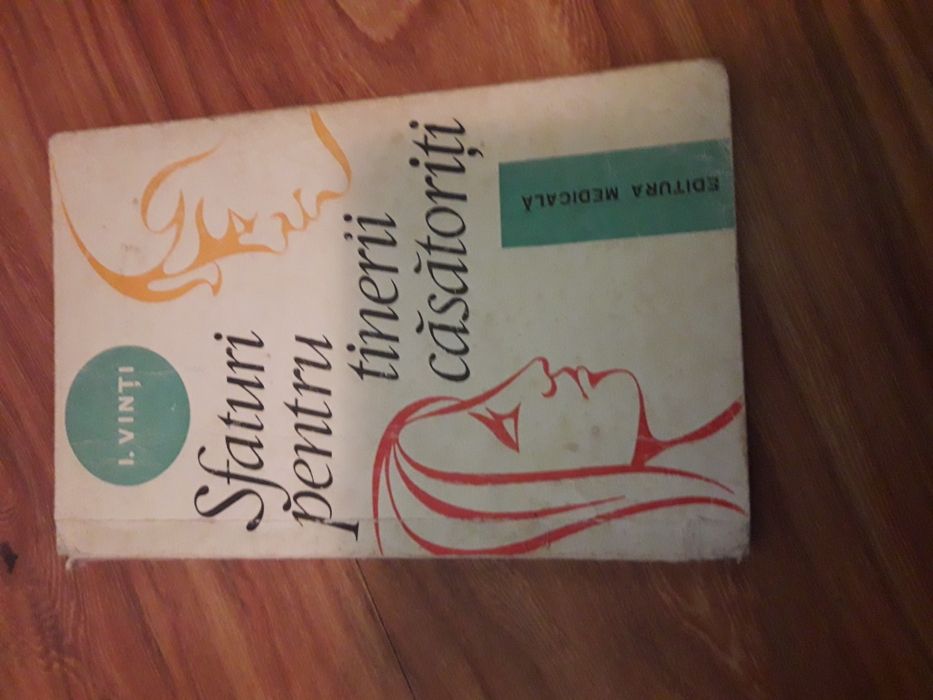 I. VINȚI
Sfaturi
pentru
tinerii
căsătoriți
EDITURA MEDICALĂ